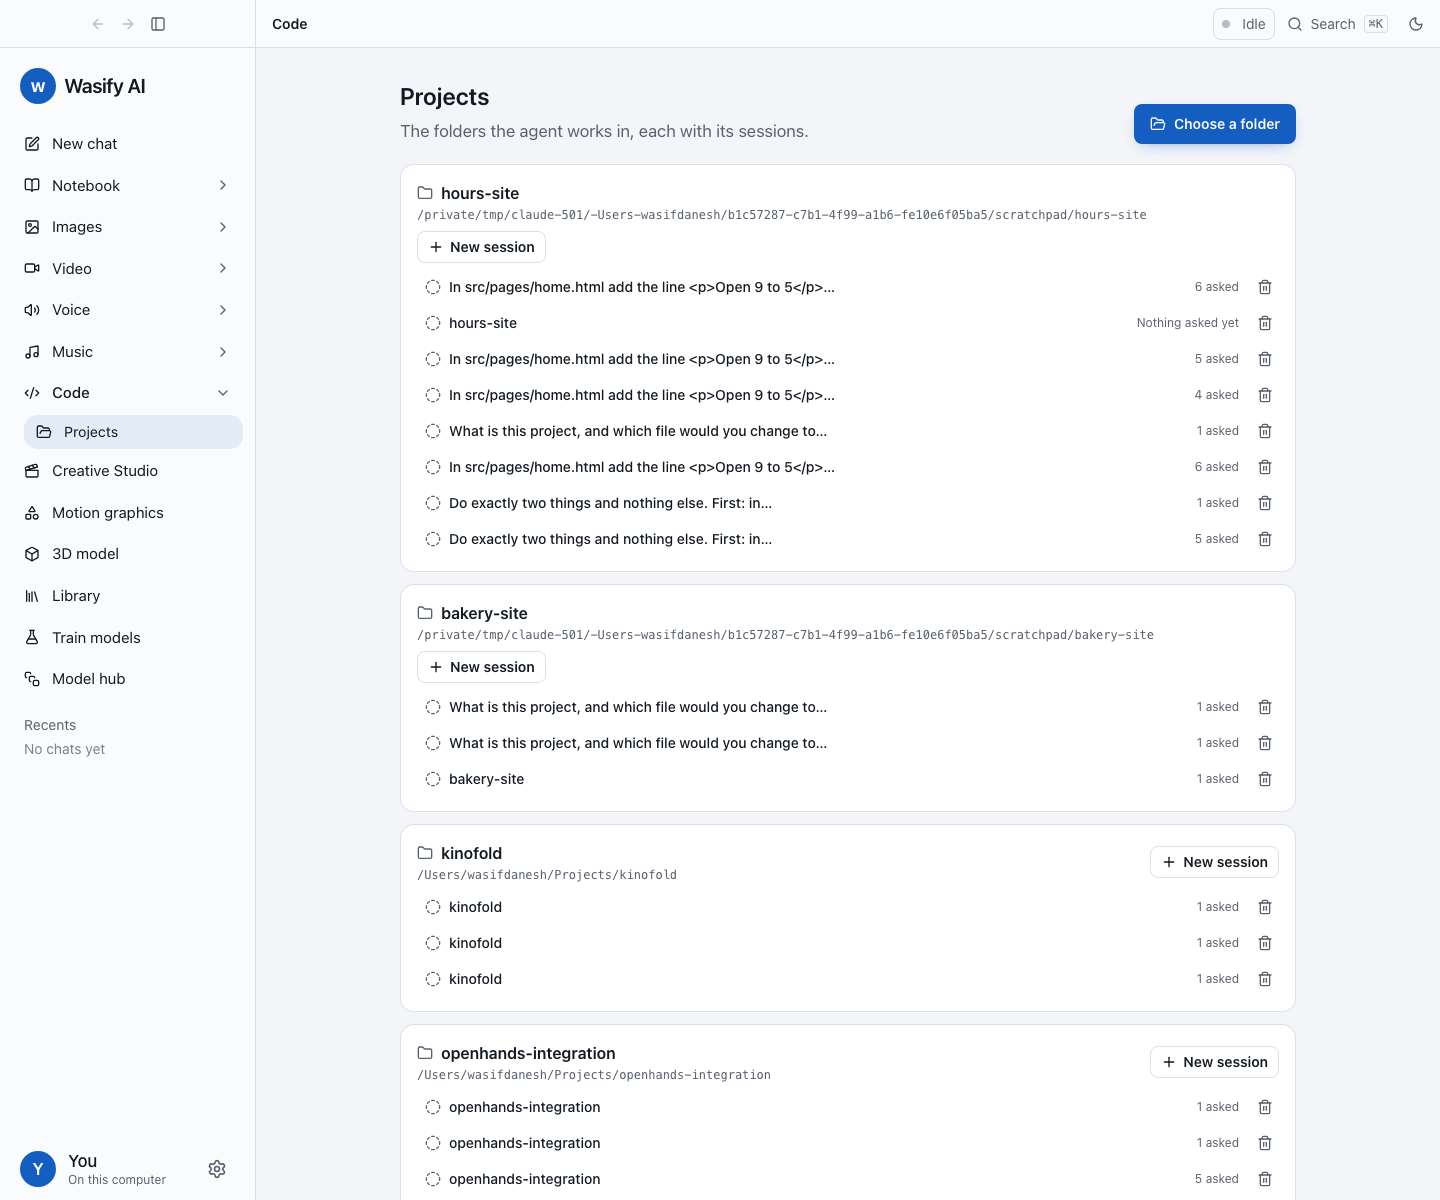 Code
Idle
Search ⌘K
W Wasify AI
New chat
Notebook
Images
Video
Voice
Music
Code
Projects
Creative Studio
Motion graphics
3D model
Library
Train models
Model hub
Recents
No chats yet
Y You
On this computer
Projects
The folders the agent works in, each with its sessions.
Choose a folder
hours-site
/private/tmp/claude-501/-Users-wasifdanesh/b1c57287-c7b1-4f99-a1b6-fe10e6f05ba5/scratchpad/hours-site
New session
In src/pages/home.html add the line <p>Open 9 to 5</p>... 6 asked
hours-site Nothing asked yet
In src/pages/home.html add the line <p>Open 9 to 5</p>... 5 asked
In src/pages/home.html add the line <p>Open 9 to 5</p>... 4 asked
What is this project, and which file would you change to... 1 asked
In src/pages/home.html add the line <p>Open 9 to 5</p>... 6 asked
Do exactly two things and nothing else. First: in... 1 asked
Do exactly two things and nothing else. First: in... 5 asked
bakery-site
/private/tmp/claude-501/-Users-wasifdanesh/b1c57287-c7b1-4f99-a1b6-fe10e6f05ba5/scratchpad/bakery-site
New session
What is this project, and which file would you change to... 1 asked
What is this project, and which file would you change to... 1 asked
bakery-site 1 asked
kinofold
/Users/wasifdanesh/Projects/kinofold
New session
kinofold 1 asked
kinofold 1 asked
kinofold 1 asked
openhands-integration
/Users/wasifdanesh/Projects/openhands-integration
New session
openhands-integration 1 asked
openhands-integration 1 asked
openhands-integration 5 asked